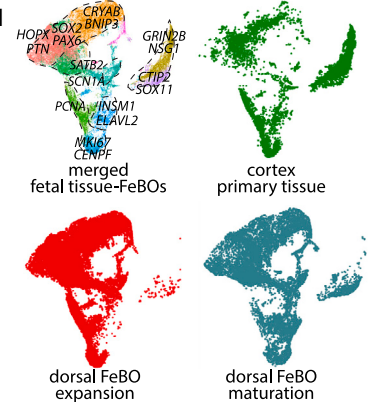 CRYAB
BNIP3
HOPX SOX2
PAX6
PTN
GRIN2B
NSG1
SATB2
SCN1A
CTIP2
SOX11
PCNA INSM1
ELAVL2
MKI67
CENPF
merged
fetal tissue-FeBOs
cortex
primary tissue
dorsal FeBO
expansion
dorsal FeBO
maturation